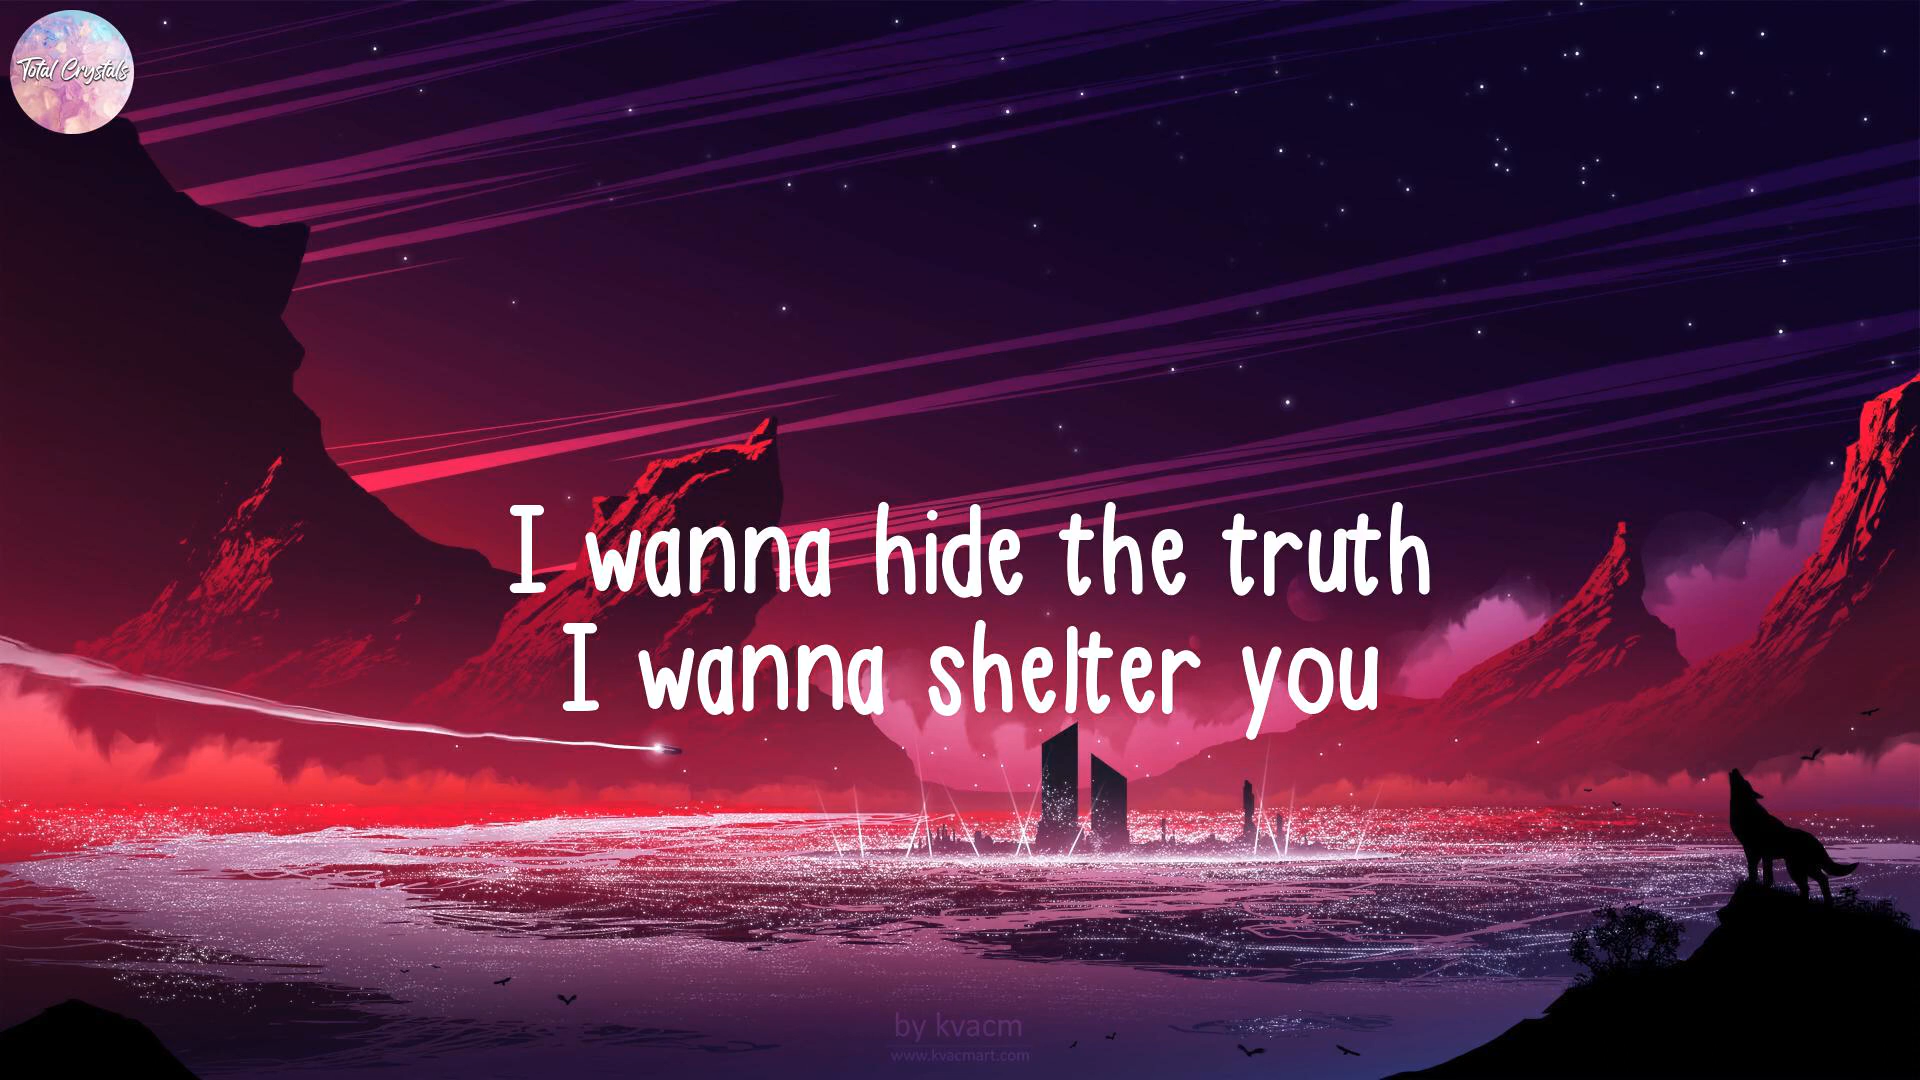 Total Crystals
I wanna hide the truth
I wanna shelter you
by kvacm
www.kvacmart.com